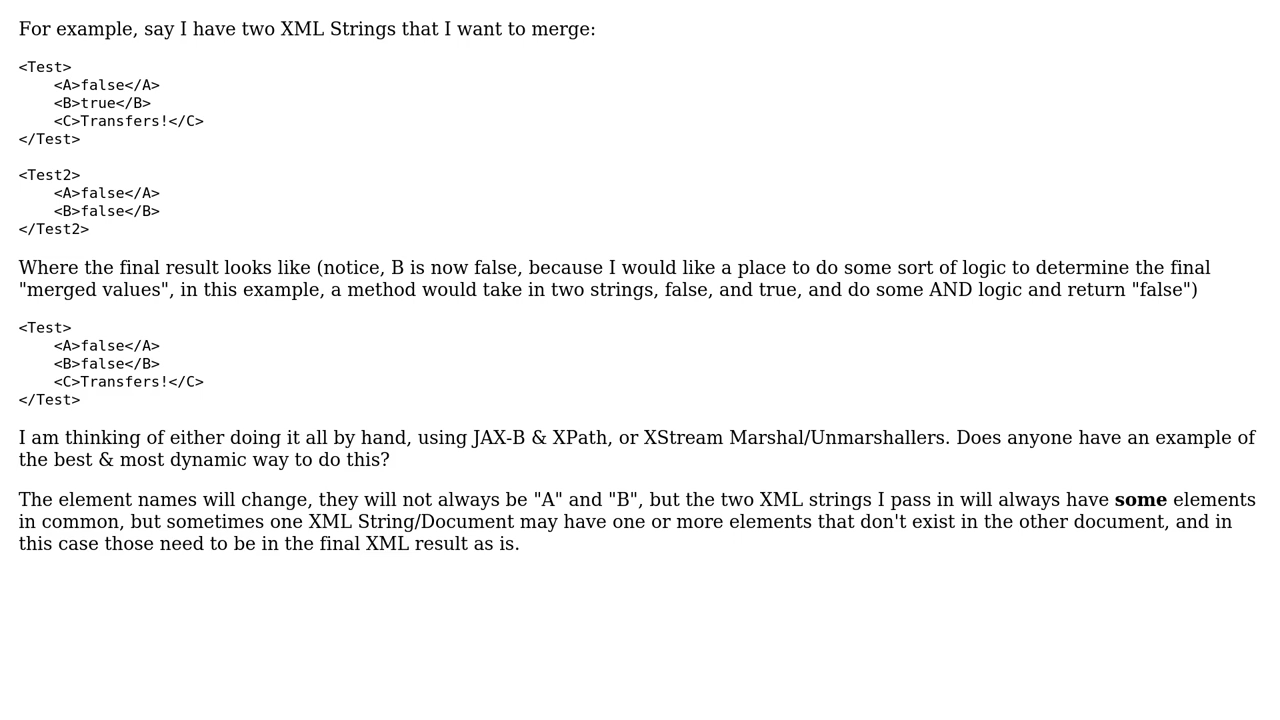 For example, say I have two XML Strings that I want to merge:
<Test>
    <A>false</A>
    <B>true</B>
    <C>Transfers!</C>
</Test>
<Test2>
    <A>false</A>
    <B>false</B>
</Test2>
Where the final result looks like (notice, B is now false, because I would like a place to do some sort of logic to determine the final
"merged values", in this example, a method would take in two strings, false, and true, and do some AND logic and return "false")
<Test>
    <A>false</A>
    <B>false</B>
    <C>Transfers!</C>
</Test>
I am thinking of either doing it all by hand, using JAX-B & XPath, or XStream Marshal/Unmarshallers. Does anyone have an example of
the best & most dynamic way to do this?
The element names will change, they will not always be "A" and "B", but the two XML strings I pass in will always have some elements
in common, but sometimes one XML String/Document may have one or more elements that don't exist in the other document, and in
this case those need to be in the final XML result as is.